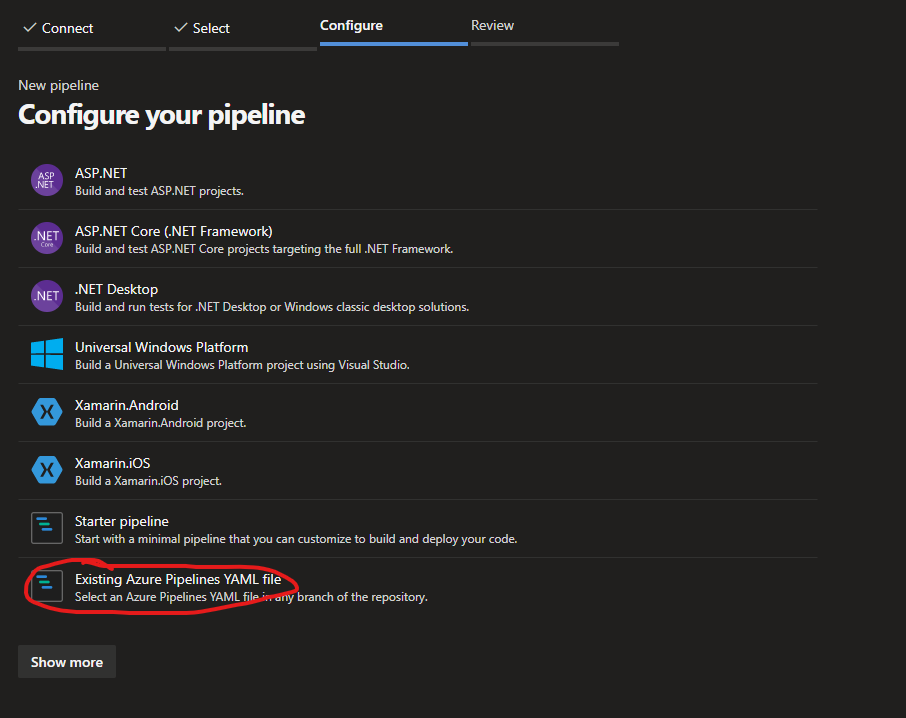 Connect
Select
Configure
Review
New pipeline
Configure your pipeline
ASP
.NET
ASP.NET
Build and test ASP.NET projects.
.NET
Core
ASP.NET Core (.NET Framework)
Build and test ASP.NET Core projects targeting the full .NET Framework.
.NET
.NET Desktop
Build and run tests for .NET Desktop or Windows classic desktop solutions.
Universal Windows Platform
Build a Universal Windows Platform project using Visual Studio.
Xamarin.Android
Build a Xamarin.Android project.
Xamarin.iOS
Build a Xamarin.iOS project.
Starter pipeline
Start with a minimal pipeline that you can customize to build and deploy your code.
Existing Azure Pipelines YAML file
Select an Azure Pipelines YAML file in any branch of the repository.
Show more